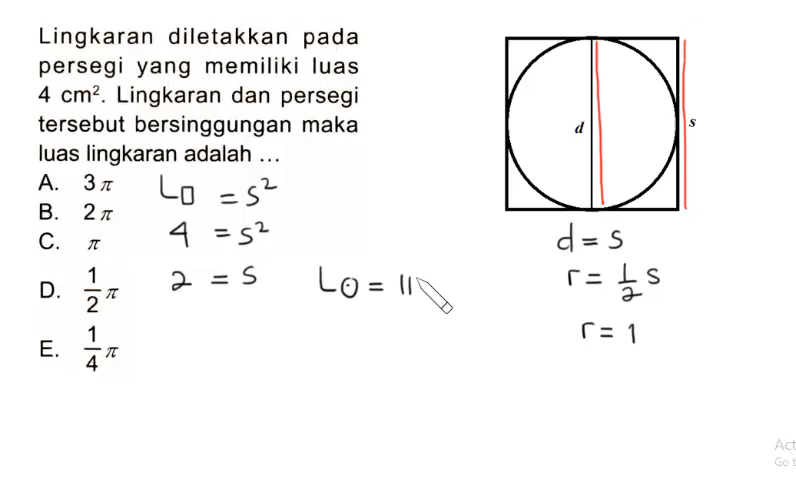 Lingkaran diletakkan pada
persegi yang memiliki luas
4 cm². Lingkaran dan persegi
tersebut bersinggungan maka
luas lingkaran adalah ...
A. 3π
B. 2π
C. π
D. 1/2 π
E. 1/4 π
L□ = s²
4 = s²
2 = s
L○ = π
d
s
d = s
r = 1/2 s
r = 1
Act
Go t